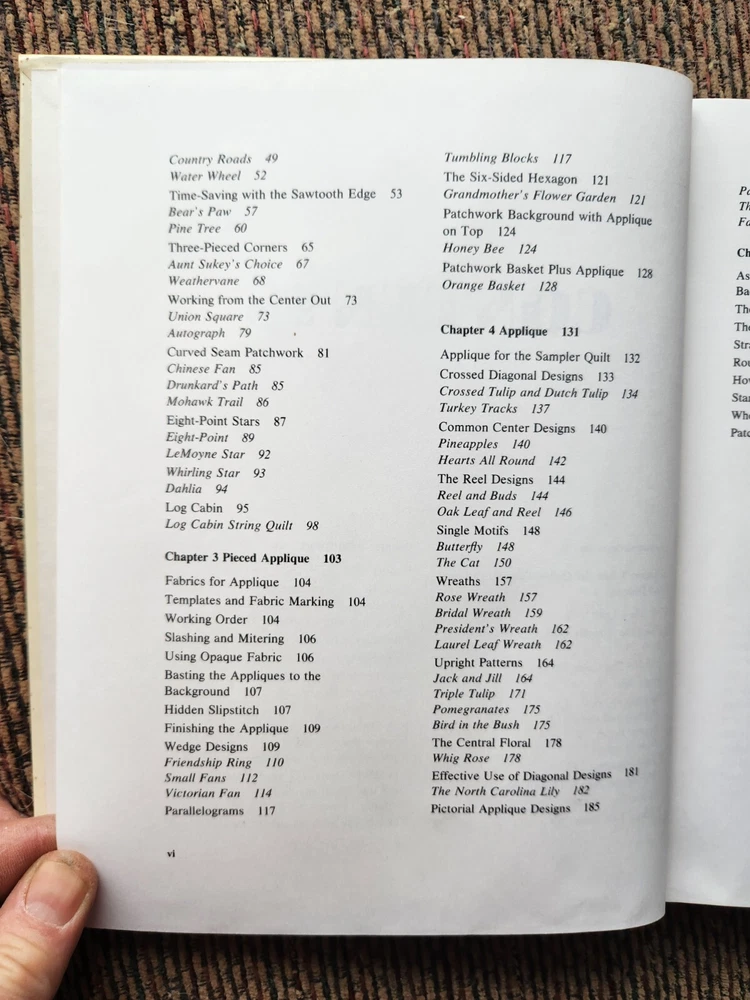 Country Roads 49
Water Wheel 52
Time-Saving with the Sawtooth Edge 53
Bear's Paw 57
Pine Tree 60
Three-Pieced Corners 65
Aunt Sukey's Choice 67
Weathervane 68
Working from the Center Out 73
Union Square 73
Autograph 79
Curved Seam Patchwork 81
Chinese Fan 85
Drunkard's Path 85
Mohawk Trail 86
Eight-Point Stars 87
Eight-Point 89
LeMoyne Star 92
Whirling Star 93
Dahlia 94
Log Cabin 95
Log Cabin String Quilt 98
Chapter 3 Pieced Applique 103
Fabrics for Applique 104
Templates and Fabric Marking 104
Working Order 104
Slashing and Mitering 106
Using Opaque Fabric 106
Basting the Appliques to the
Background 107
Hidden Slipstitch 107
Finishing the Applique 109
Wedge Designs 109
Friendship Ring 110
Small Fans 112
Victorian Fan 114
Parallelograms 117
vi
Tumbling Blocks 117
The Six-Sided Hexagon 121
Grandmother's Flower Garden 121
Patchwork Background with Applique
on Top 124
Honey Bee 124
Patchwork Basket Plus Applique 128
Orange Basket 128
Chapter 4 Applique 131
Applique for the Sampler Quilt 132
Crossed Diagonal Designs 133
Crossed Tulip and Dutch Tulip 134
Turkey Tracks 137
Common Center Designs 140
Pineapples 140
Hearts All Round 142
The Reel Designs 144
Reel and Buds 144
Oak Leaf and Reel 146
Single Motifs 148
Butterfly 148
The Cat 150
Wreaths 157
Rose Wreath 157
Bridal Wreath 159
President's Wreath 162
Laurel Leaf Wreath 162
Upright Patterns 164
Jack and Jill 164
Triple Tulip 171
Pomegranates 175
Bird in the Bush 175
The Central Floral 178
Whig Rose 178
Effective Use of Diagonal Designs 181
The North Carolina Lily 182
Pictorial Applique Designs 185